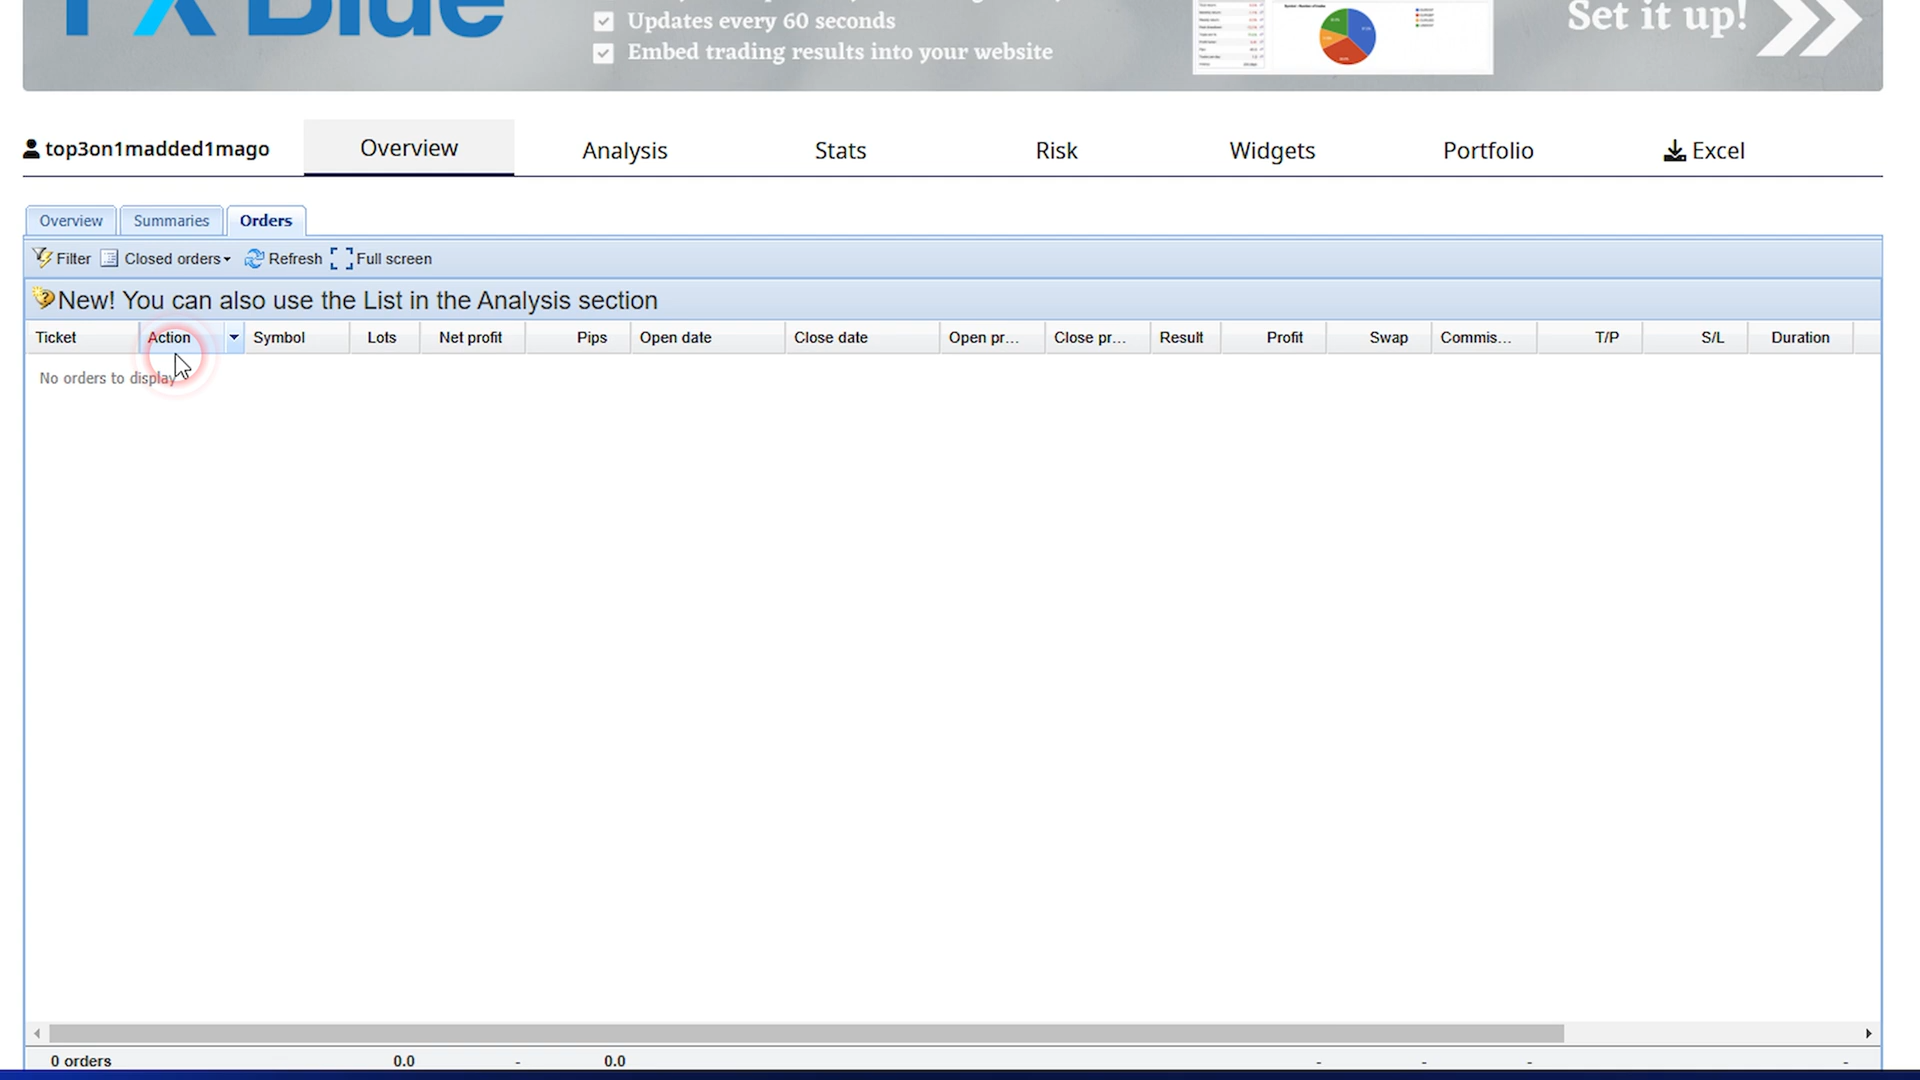 FX Blue
Updates every 60 seconds
Embed trading results into your website
Set it up!
top3on1madded1mago
Overview
Analysis
Stats
Risk
Widgets
Portfolio
Excel
Overview
Summaries
Orders
Filter
Closed orders
Refresh
Full screen
New! You can also use the List in the Analysis section
Ticket
Action
Symbol
Lots
Net profit
Pips
Open date
Close date
Open pr...
Close pr...
Result
Profit
Swap
Commis...
T/P
S/L
Duration
No orders to display
0 orders
0.0
-
0.0
-
-
-
-